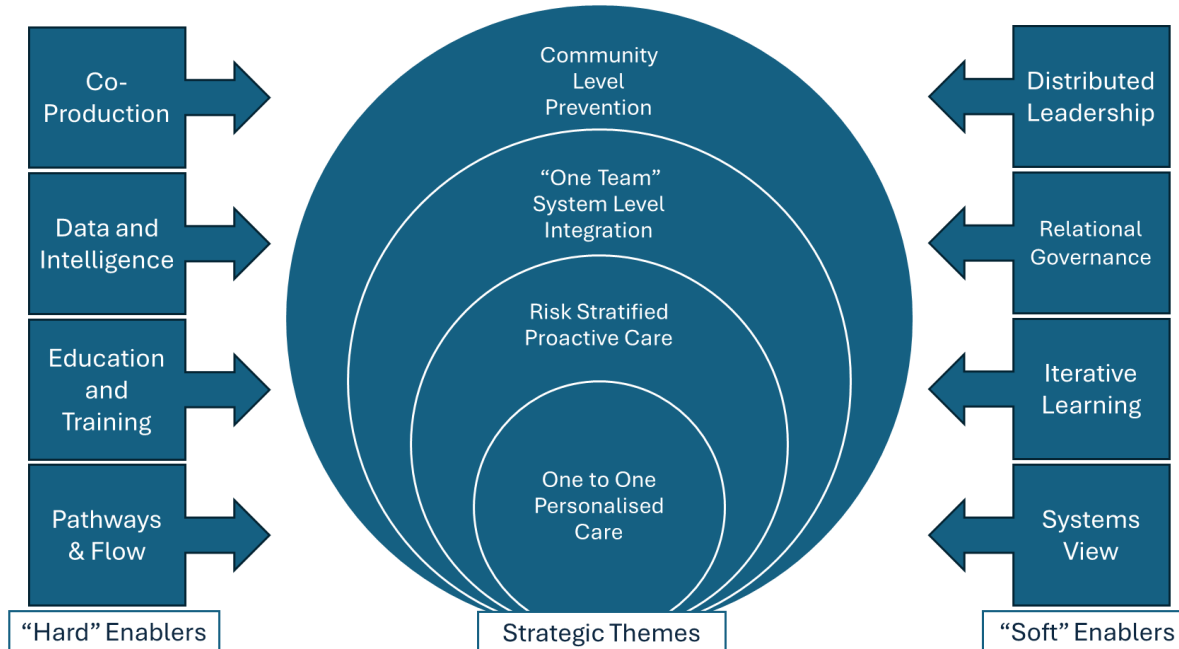 Co-
Production
Data and
Intelligence
Education
and
Training
Pathways
& Flow
“Hard” Enablers
Community
Level
Prevention
“One Team”
System Level
Integration
Risk Stratified
Proactive Care
One to One
Personalised
Care
Strategic Themes
Distributed
Leadership
Relational
Governance
Iterative
Learning
Systems
View
“Soft” Enablers